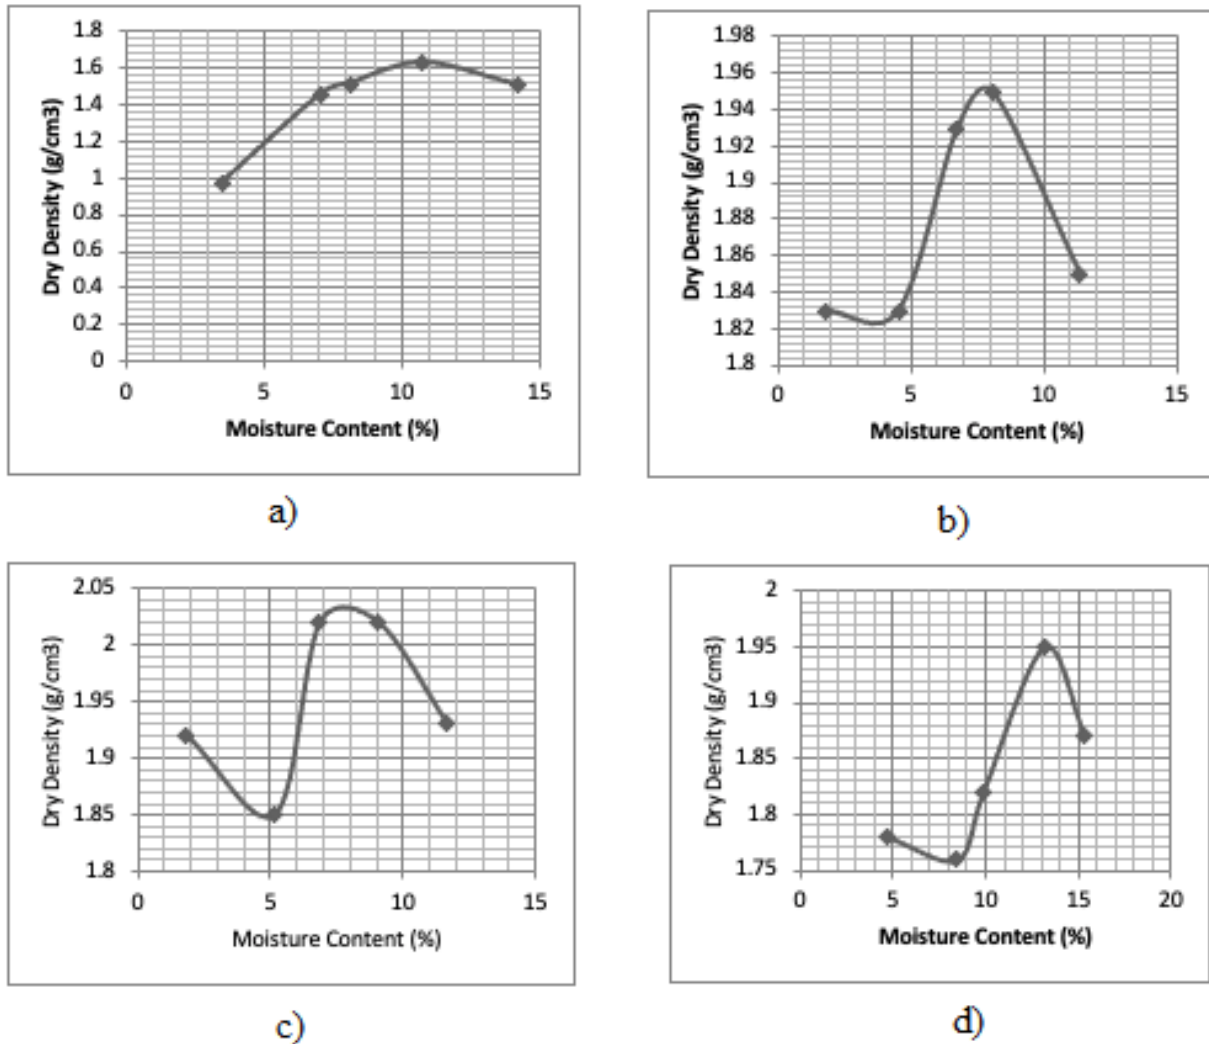 1.8
1.6
1.4
1.2
1
0.8
0.6
0.4
0.2
0
Dry Density (g/cm3)
0 5 10 15
Moisture Content (%)
a)
1.98
1.96
1.94
1.92
1.9
1.88
1.86
1.84
1.82
1.8
Dry Density (g/cm3)
0 5 10 15
Moisture Content (%)
b)
2.05
2
1.95
1.9
1.85
1.8
Dry Density (g/cm3)
0 5 10 15
Moisture Content (%)
c)
2
1.95
1.9
1.85
1.8
1.75
Dry Density (g/cm3)
0 5 10 15 20
Moisture Content (%)
d)